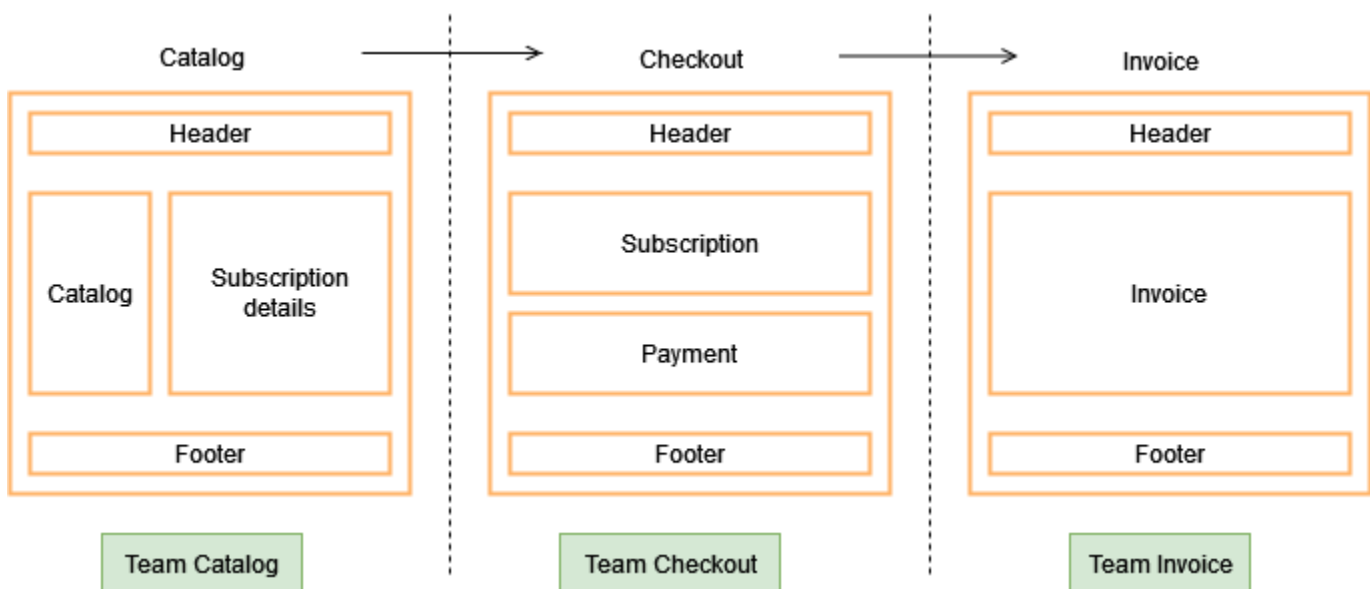 Catalog
Checkout
Invoice
Header
Header
Header
Catalog
Subscription
details
Subscription
Payment
Invoice
Footer
Footer
Footer
Team Catalog
Team Checkout
Team Invoice